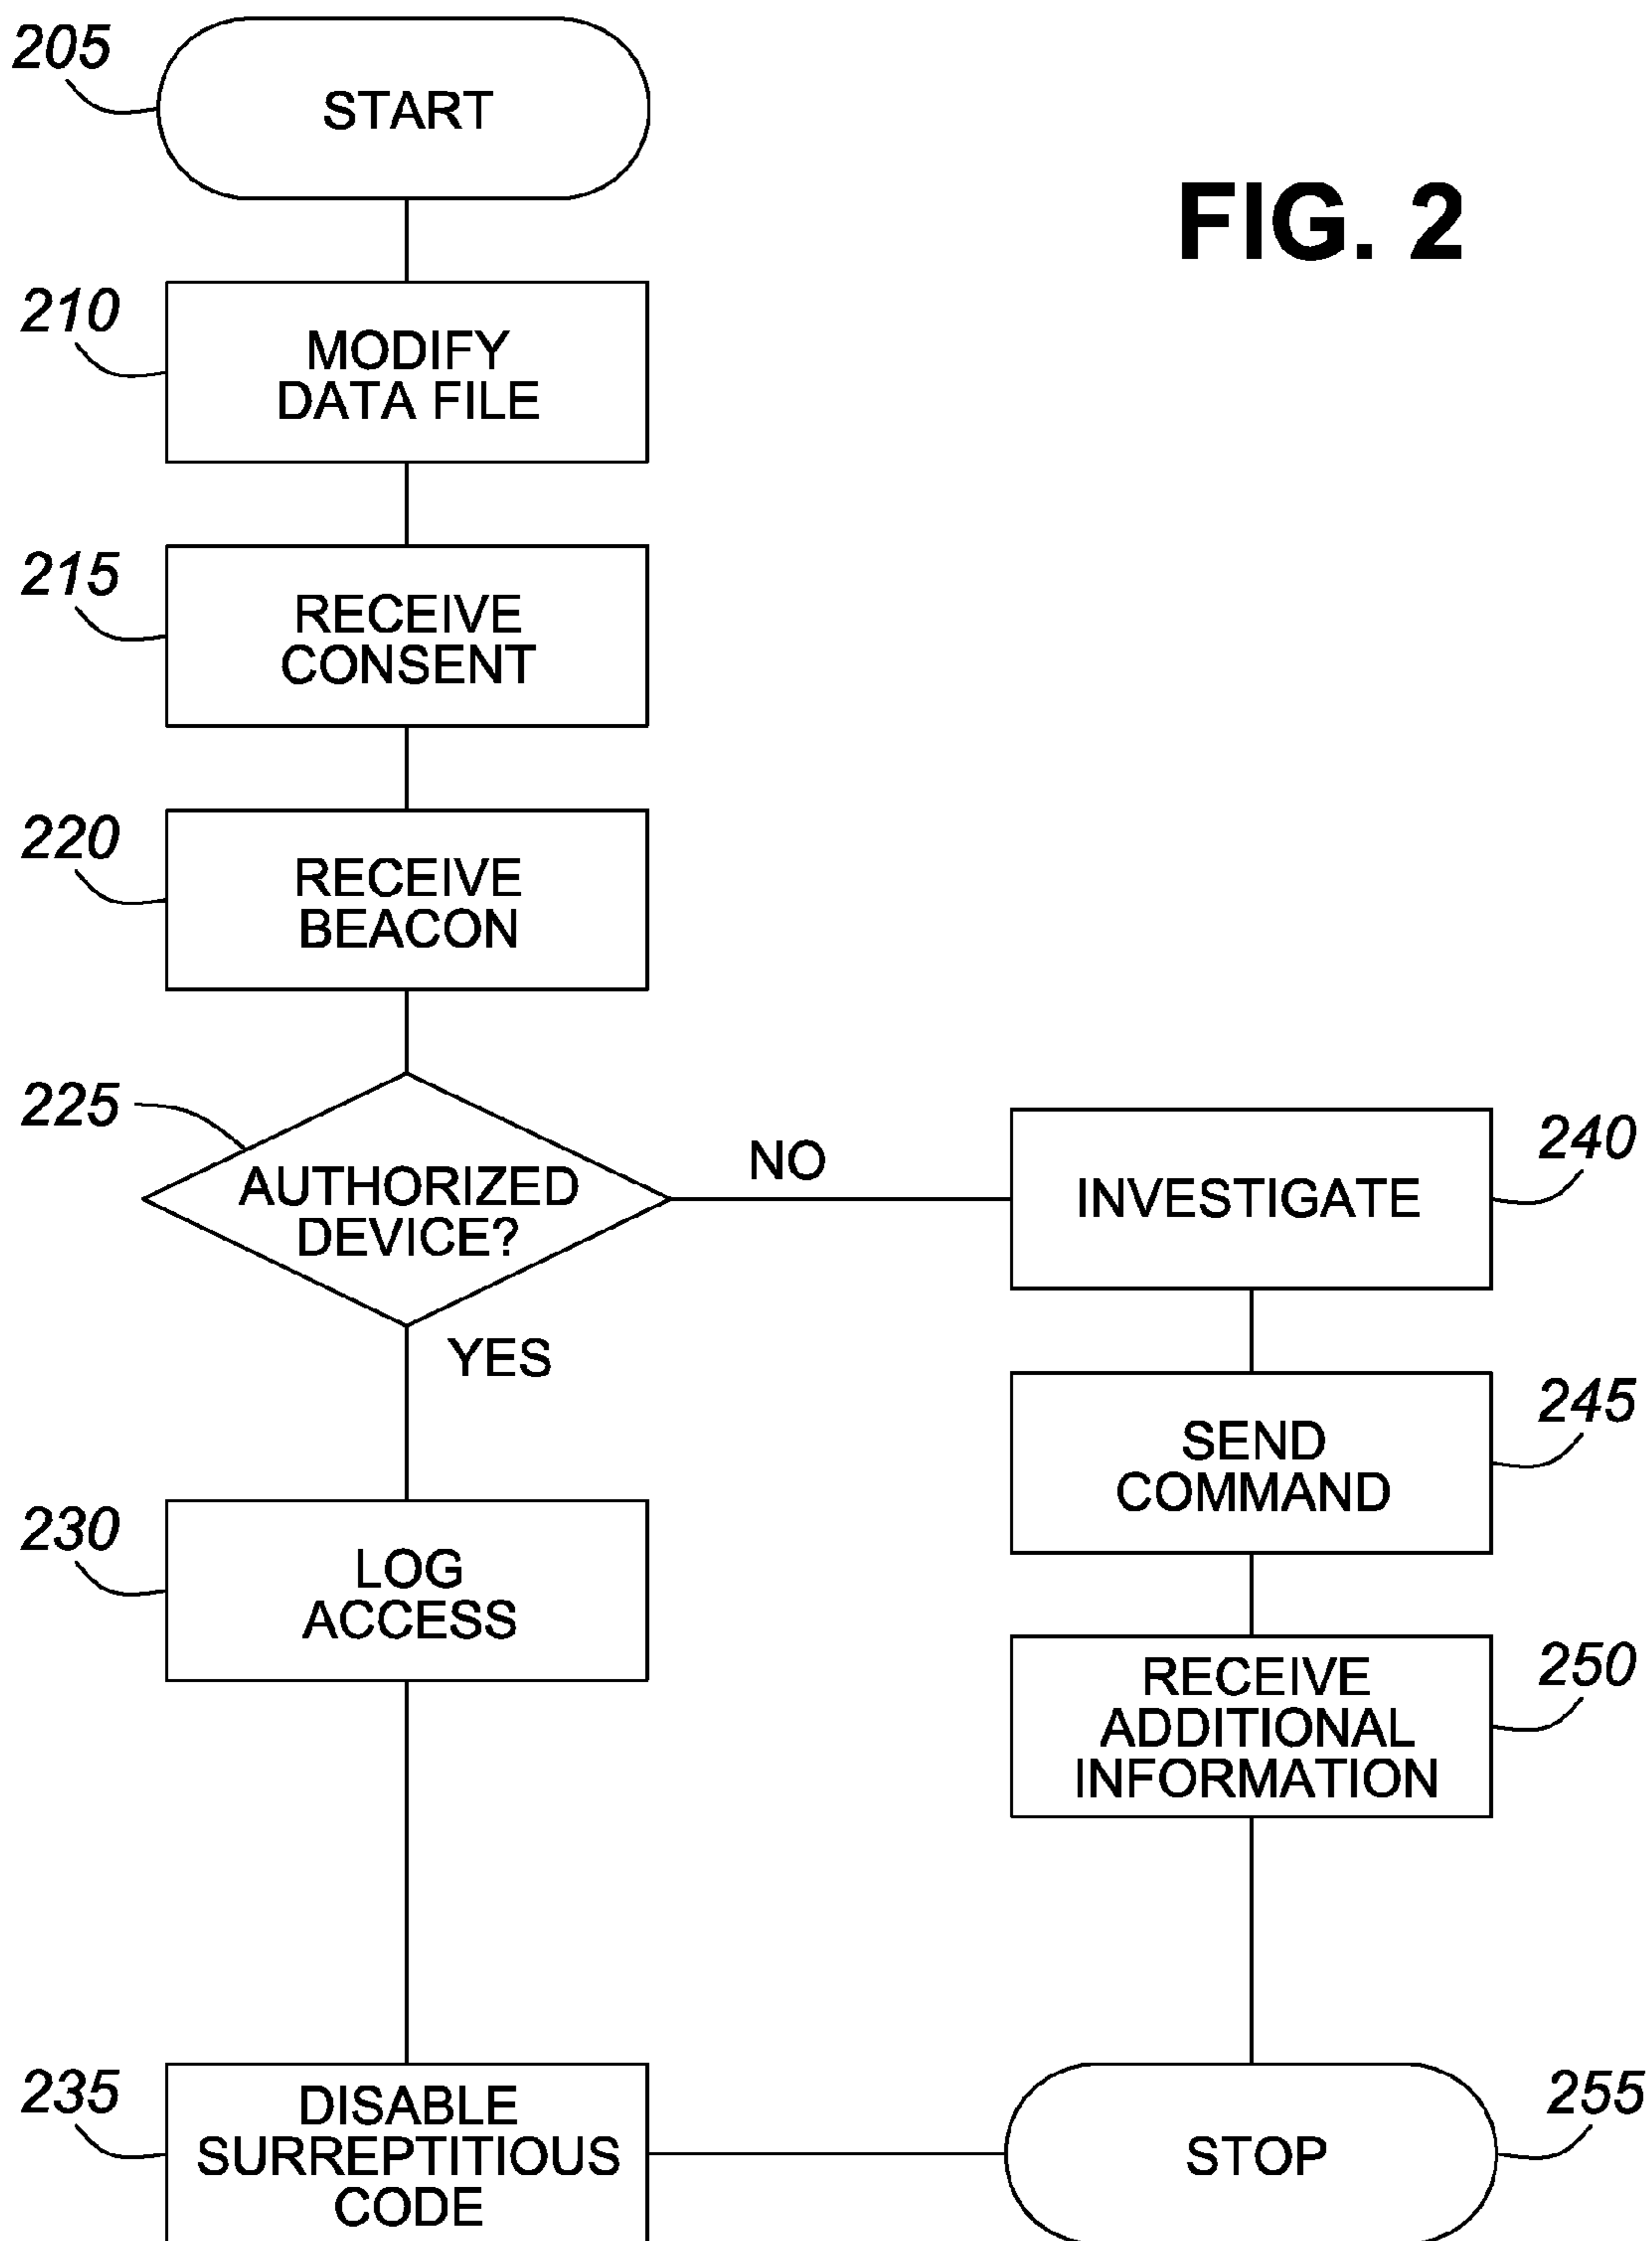 205
START
FIG. 2
210
MODIFY
DATA FILE
215
RECEIVE
CONSENT
220
RECEIVE
BEACON
225
AUTHORIZED
DEVICE?
NO
YES
240
INVESTIGATE
245
SEND
COMMAND
230
LOG
ACCESS
250
RECEIVE
ADDITIONAL
INFORMATION
235
DISABLE
SURREPTITIOUS
CODE
255
STOP